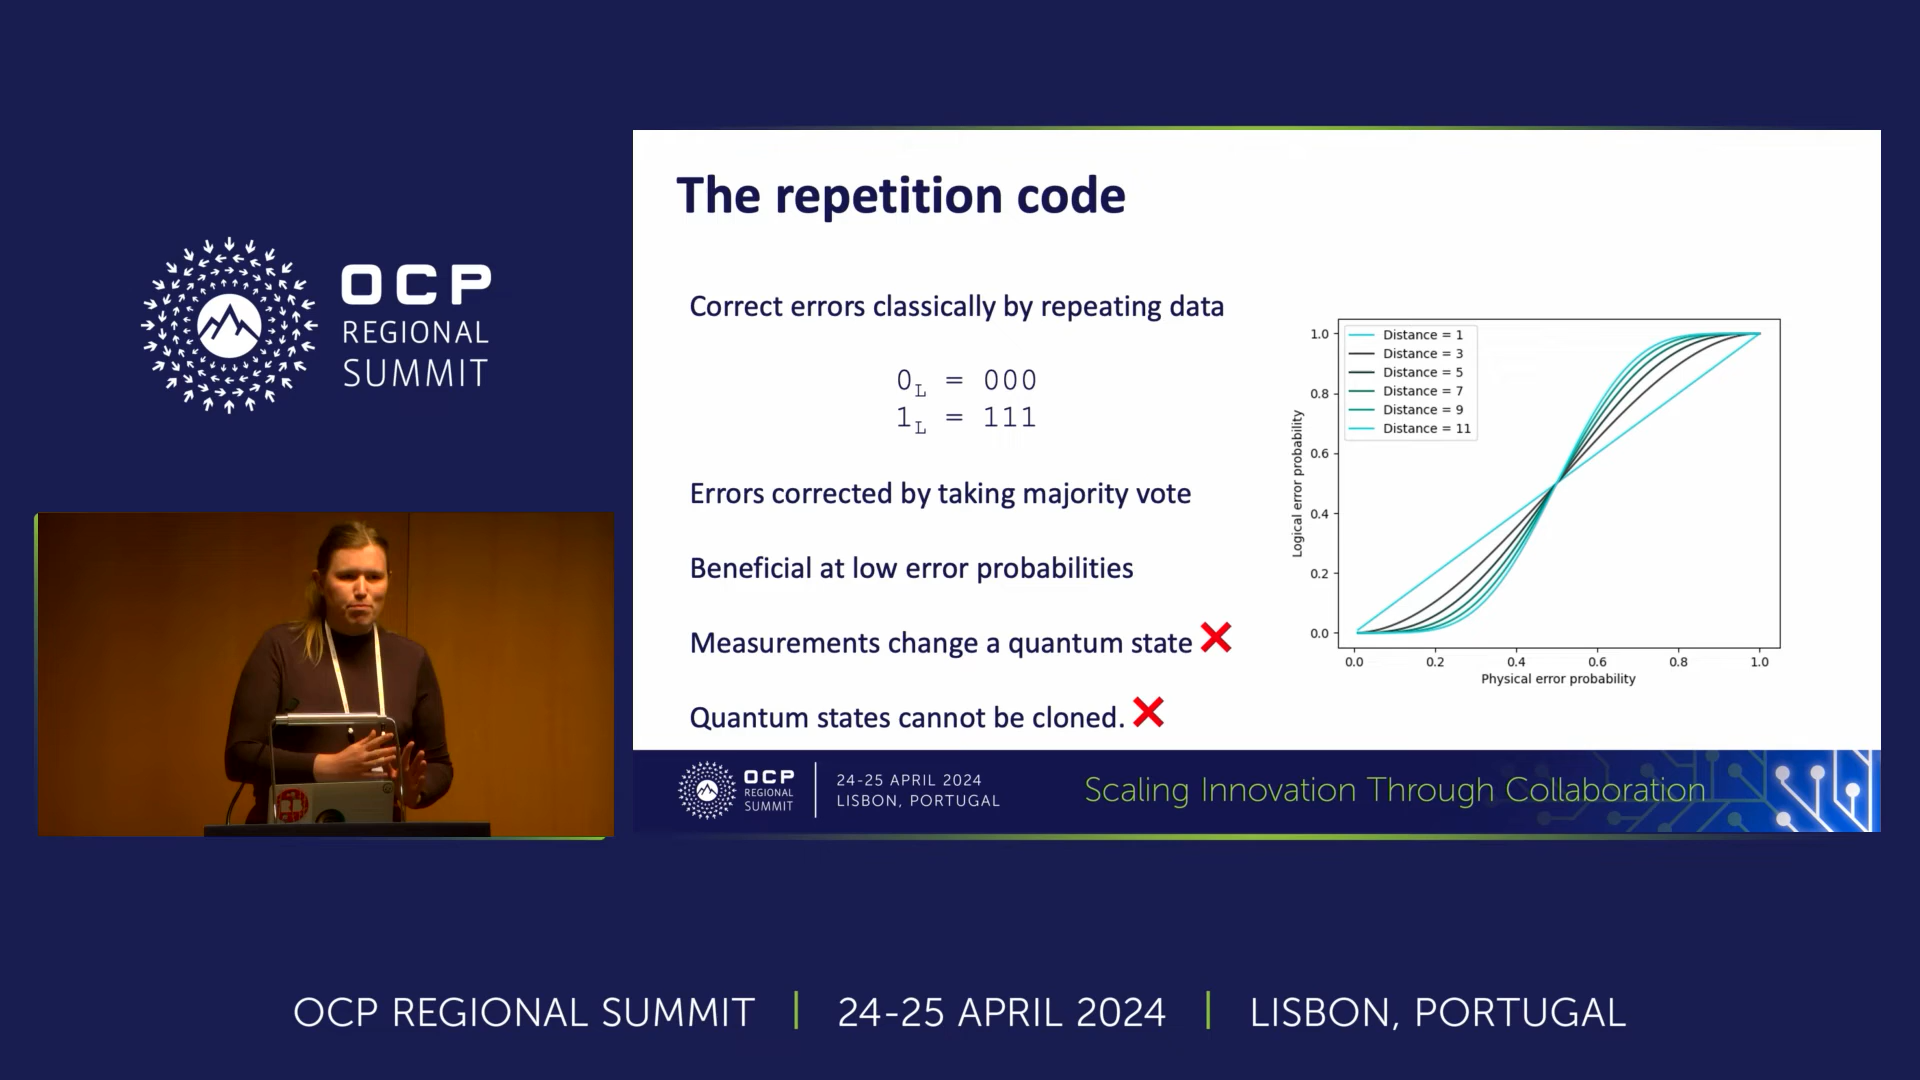 OCP
REGIONAL
SUMMIT
The repetition code
Correct errors classically by repeating data
0L = 000
1L = 111
Errors corrected by taking majority vote
Beneficial at low error probabilities
Measurements change a quantum state ❌
Quantum states cannot be cloned. ❌
Distance = 1
Distance = 3
Distance = 5
Distance = 7
Distance = 9
Distance = 11
1.0
0.8
0.6
0.4
0.2
0.0
Logical error probability
0.0 0.2 0.4 0.6 0.8 1.0
Physical error probability
OCP
REGIONAL
SUMMIT
24-25 APRIL 2024
LISBON, PORTUGAL
Scaling Innovation Through Collaboration
OCP REGIONAL SUMMIT | 24-25 APRIL 2024 | LISBON, PORTUGAL